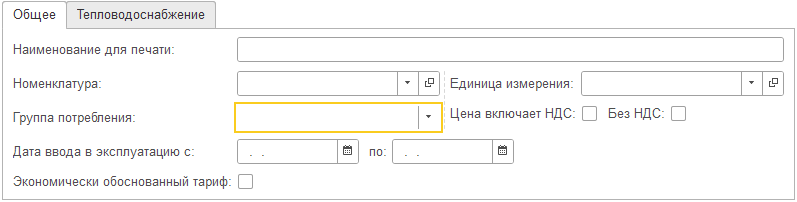 Общее Тепловодоснабжение
Наименование для печати:
Номенклатура: Единица измерения:
Группа потребления: Цена включает НДС: Без НДС:
Дата ввода в эксплуатацию с: . . по: . .
Экономически обоснованный тариф: